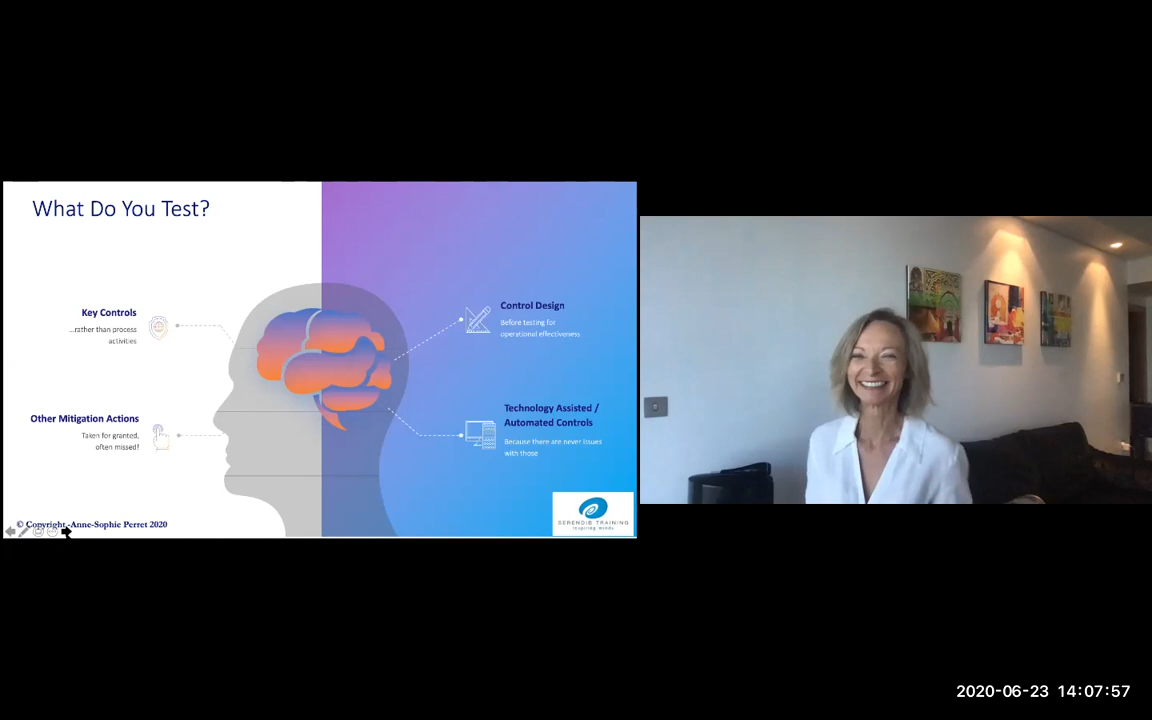 What Do You Test?
Key Controls
...rather than process
activities
Other Mitigation Actions
Taken for granted,
often missed!
Control Design
Before testing for
operational effectiveness
Technology Assisted /
Automated Controls
Because there are never issues
with those
© Copyright-Anne-Sophie Perret 2020
SERENDIB TRAINING
inspiring minds
2020-06-23 14:07:57